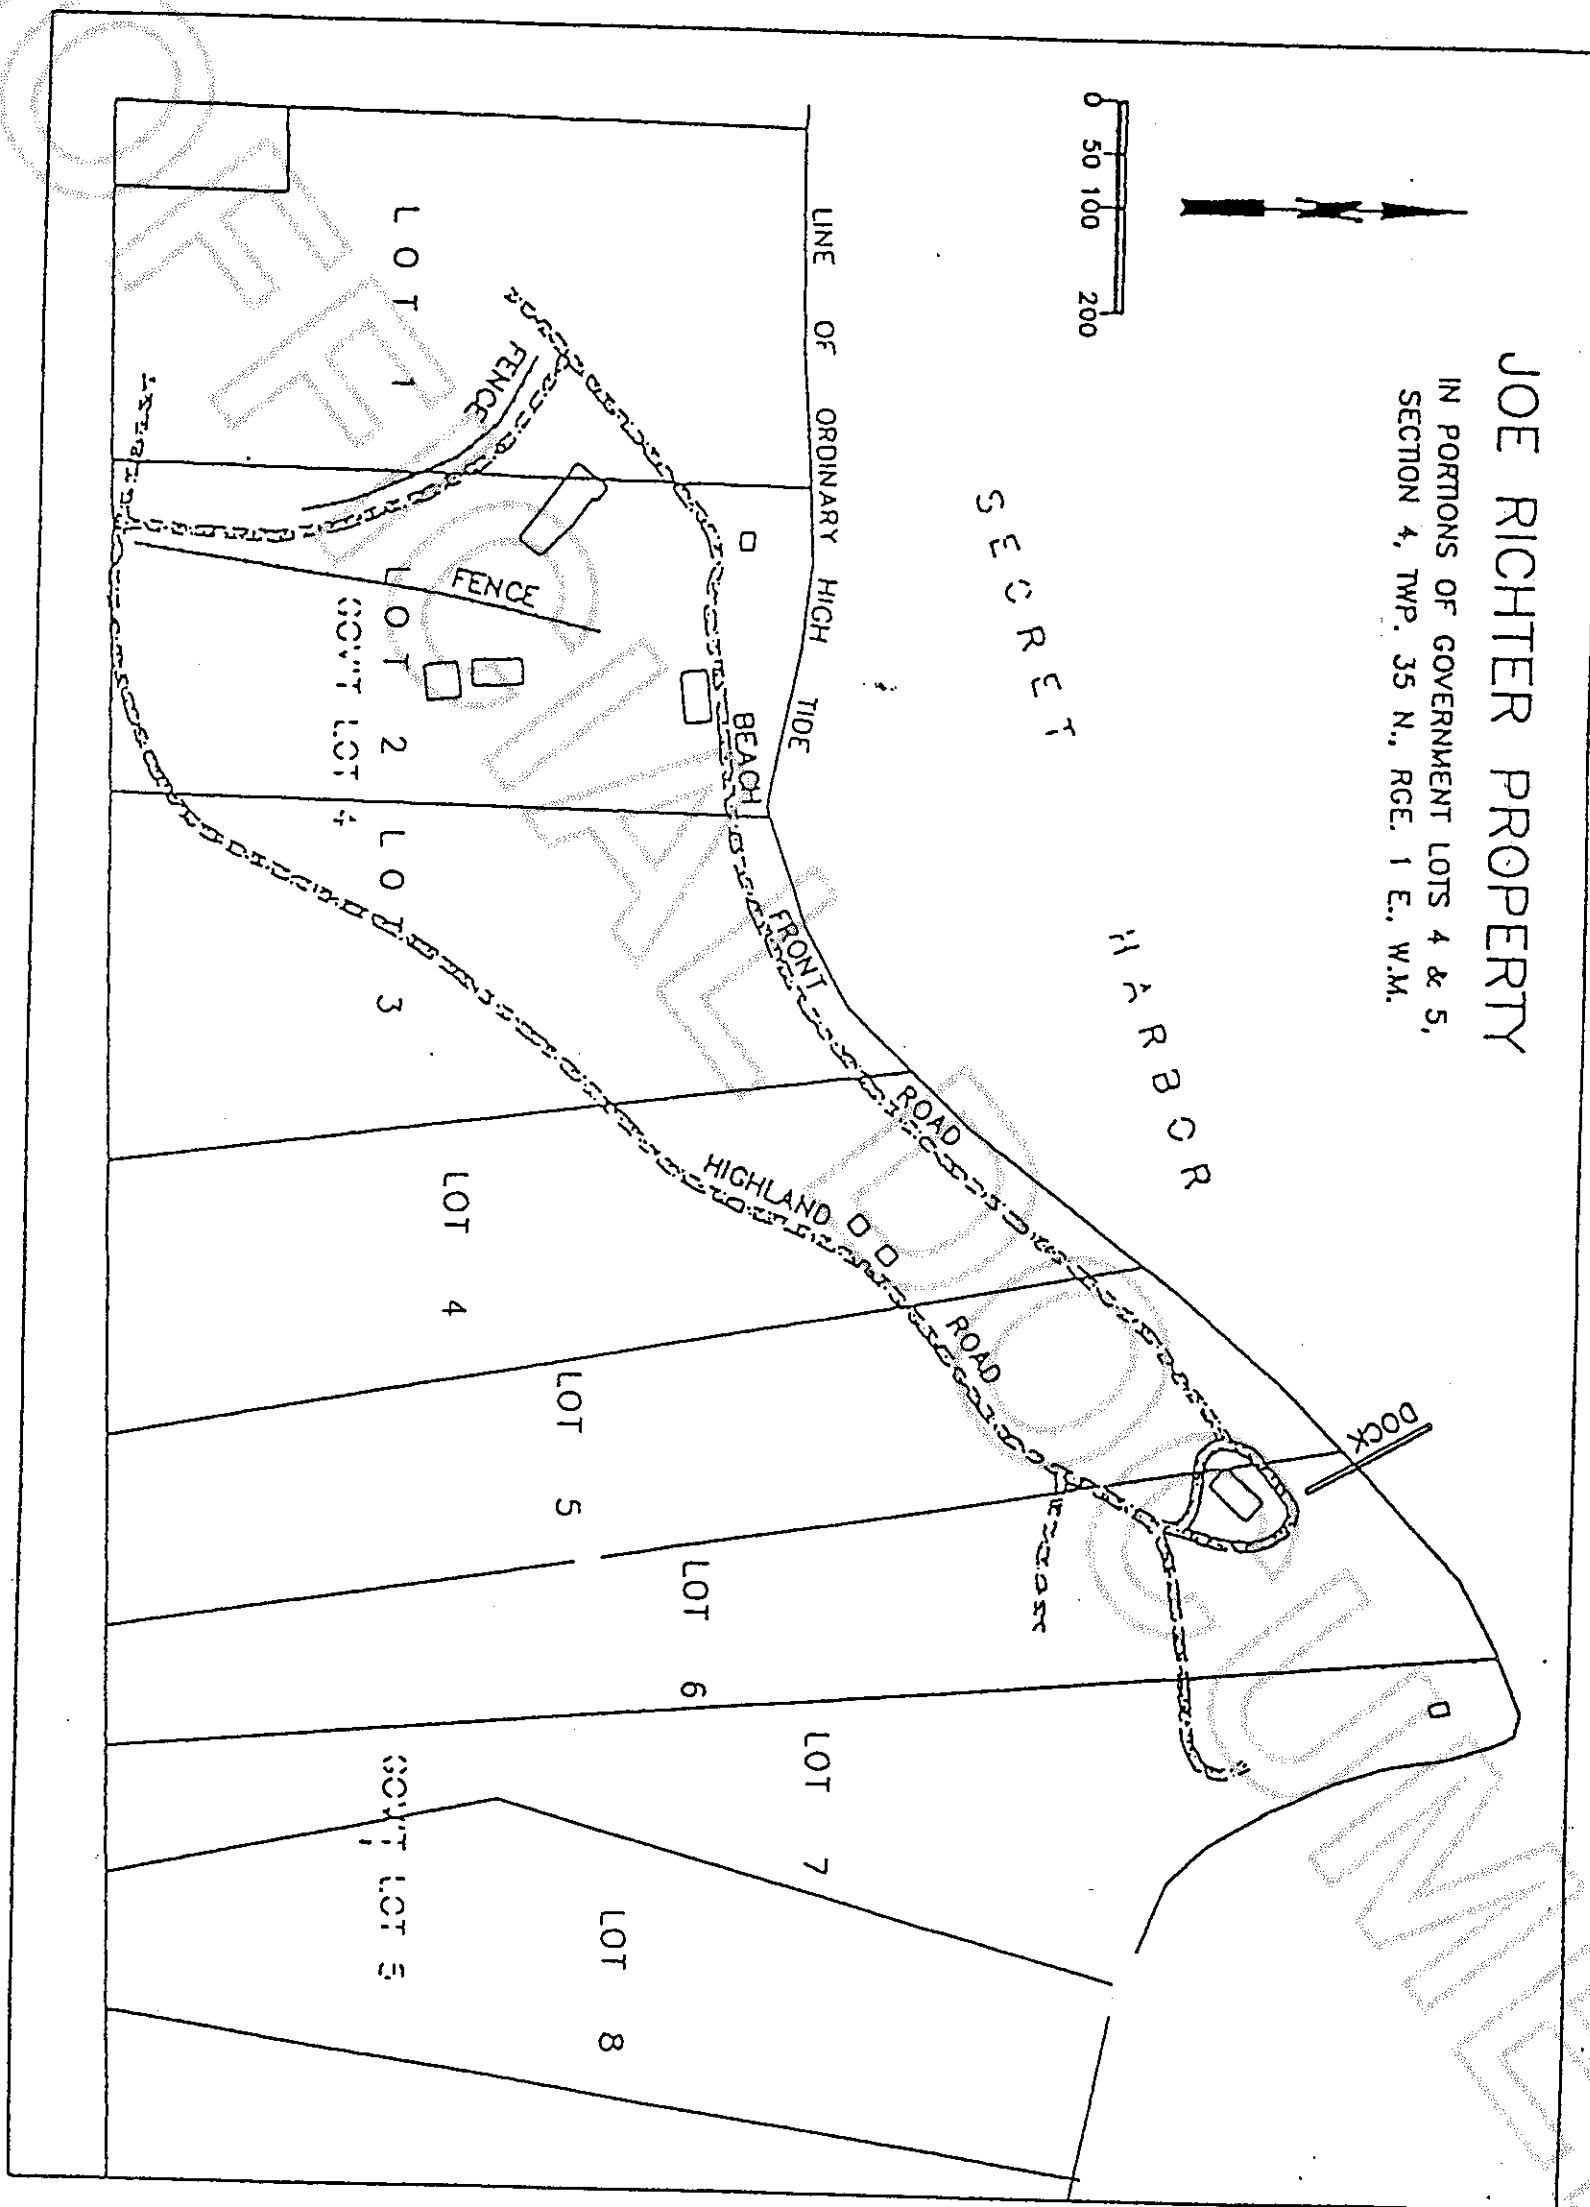 JOE RICHTER PROPERTY
IN PORTIONS OF GOVERNMENT LOTS 4 & 5,
SECTION 4, TWP. 35 N., RGE. 1 E., W.M.
0 50 100 200
SECRET HARBOR
DOCK
LINE OF ORDINARY HIGH TIDE
BEACH FRONT ROAD
HIGHLAND ROAD
FENCE
FENCE
LOT 1
LOT 2
GOV'T LOT 4
LOT 3
LOT 4
LOT 5
LOT 6
LOT 7
GOV'T LOT 5
LOT 8